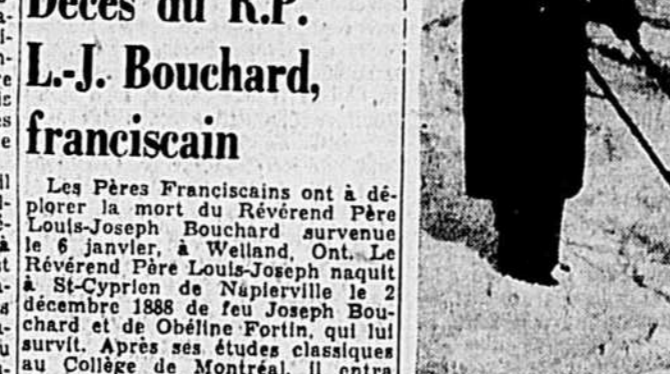 Décès du R.P.
L.-J. Bouchard,
franciscain
Les Pères Franciscains ont à dé-
plorer la mort du Révérend Père
Louis-Joseph Bouchard survenue
le 6 janvier, à Welland, Ont. Le
Révérend Père Louis-Joseph naquit
à St-Cyprien de Napierville le 2
décembre 1888 de feu Joseph Bou-
chard et de Obéline Fortin, qui lui
survit. Après ses études classiques
au Collège de Montréal, il entra